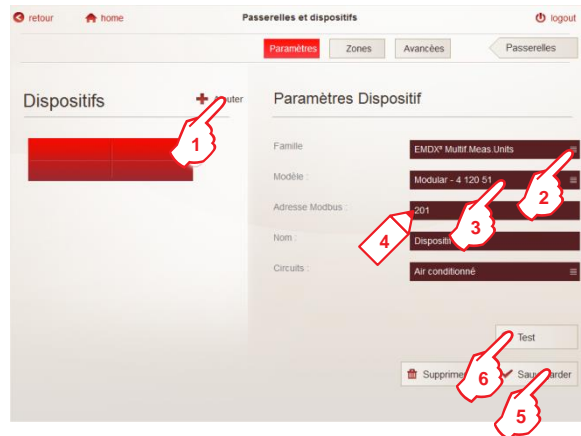 retour home Passerelles et dispositifs logout
Paramètres Zones Avancées Passerelles
Dispositifs
1
Paramètres Dispositif
Famille EMDX³ Multif.Meas.Units
2
Modèle : Modular - 4 120 51
3
Adresse Modbus : 201
4
Nom :
Circuits : Air conditionné
Test
6
Supprimer
5